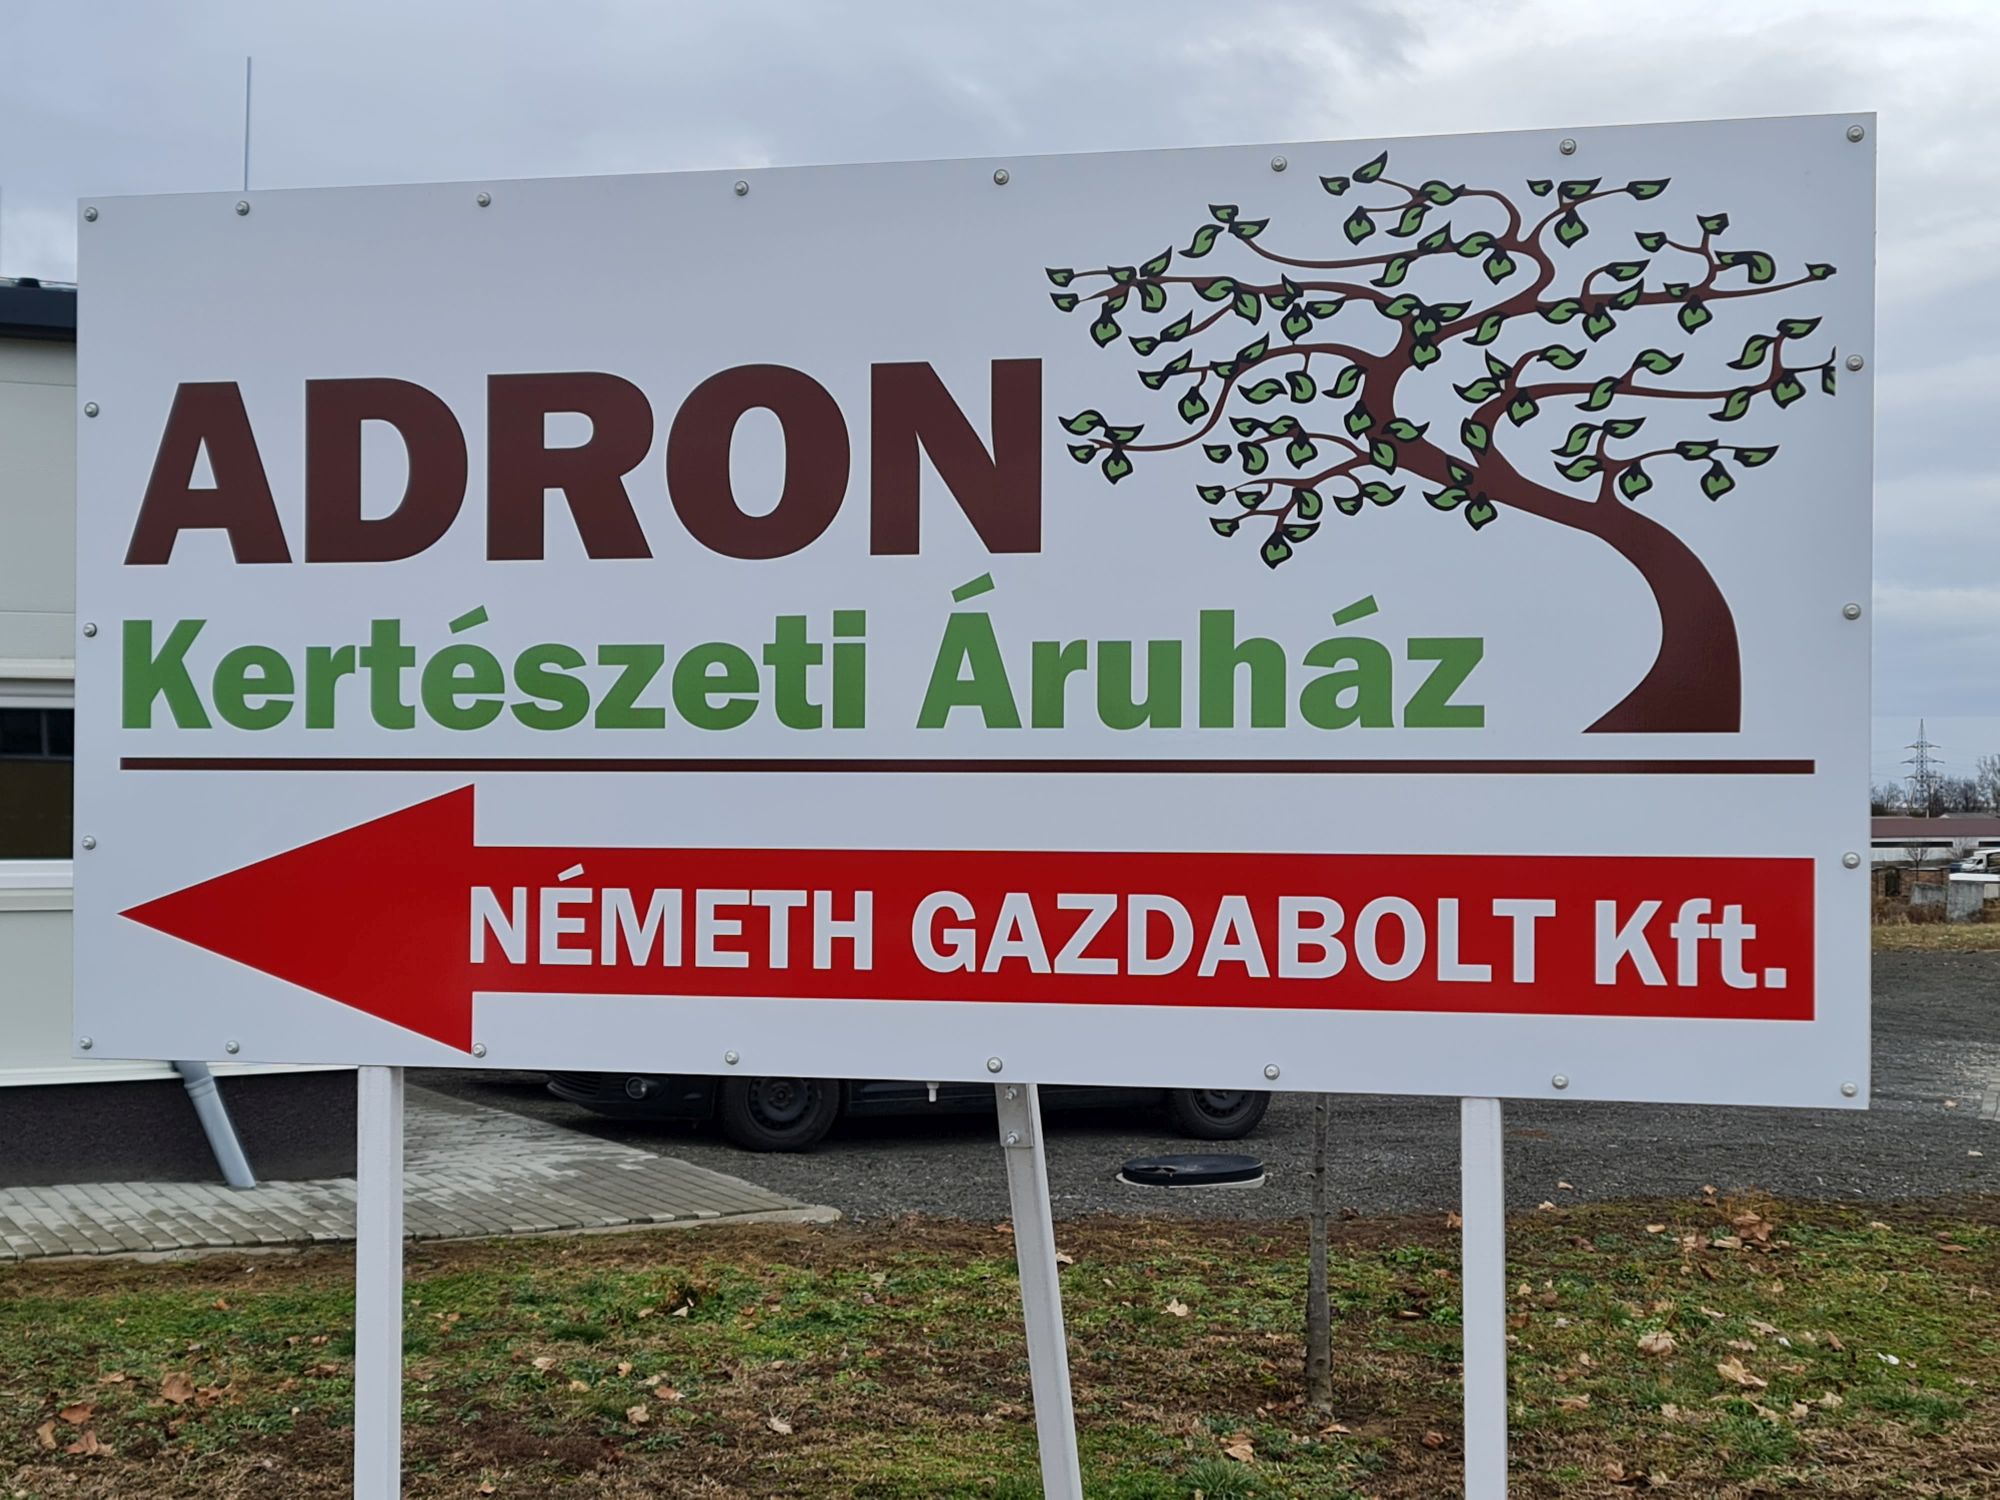 ADRON
Kertészeti Áruház
NÉMETH GAZDABOLT Kft.